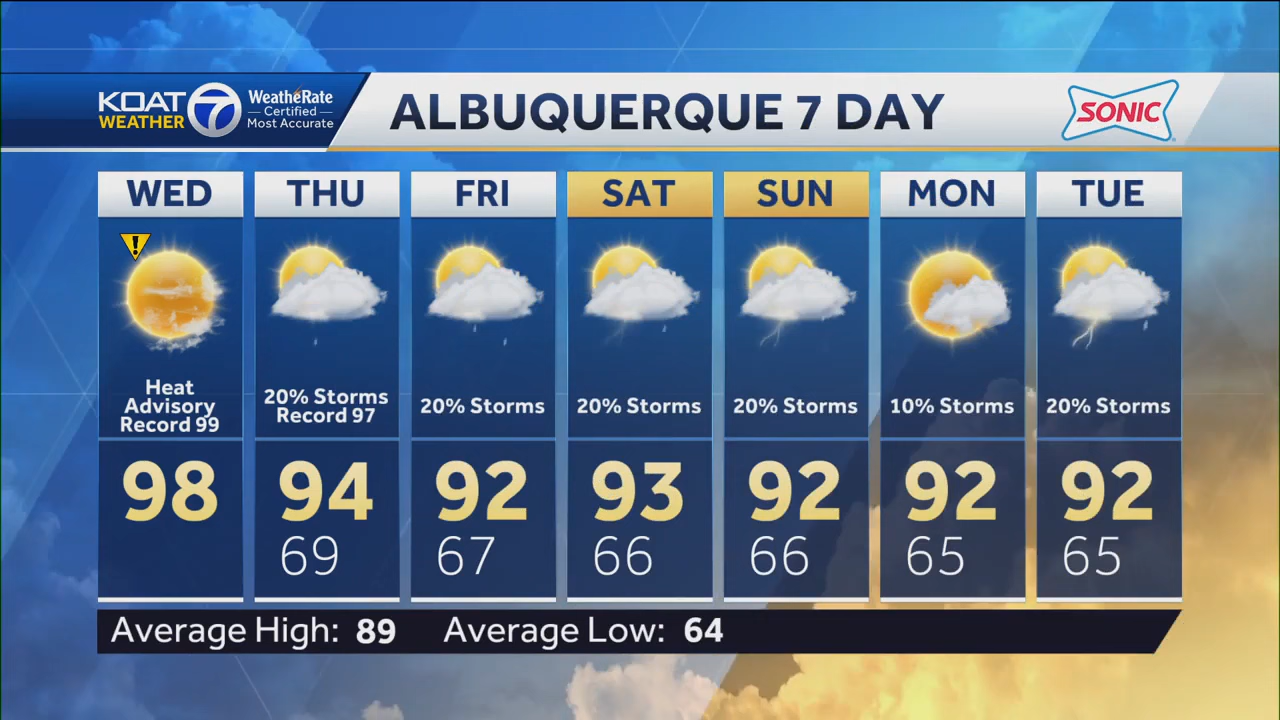 KOAT
WEATHER
7
WeatheRate
Certified
Most Accurate
ALBUQUERQUE 7 DAY
SONIC
WED
THU
FRI
SAT
SUN
MON
TUE
!
Heat
Advisory
Record 99
20% Storms
Record 97
20% Storms
20% Storms
20% Storms
10% Storms
20% Storms
98
94
92
93
92
92
92
69
67
66
66
65
65
Average High: 89 Average Low: 64